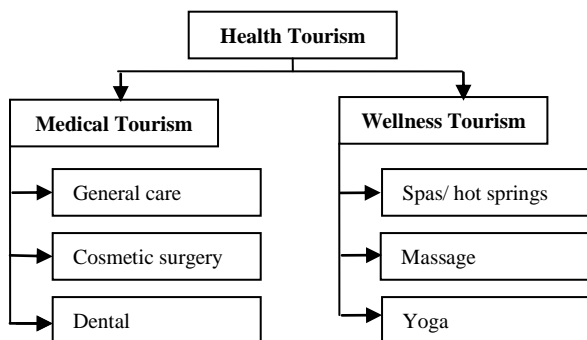 Health Tourism
Medical Tourism
General care
Cosmetic surgery
Dental
Wellness Tourism
Spas/ hot springs
Massage
Yoga